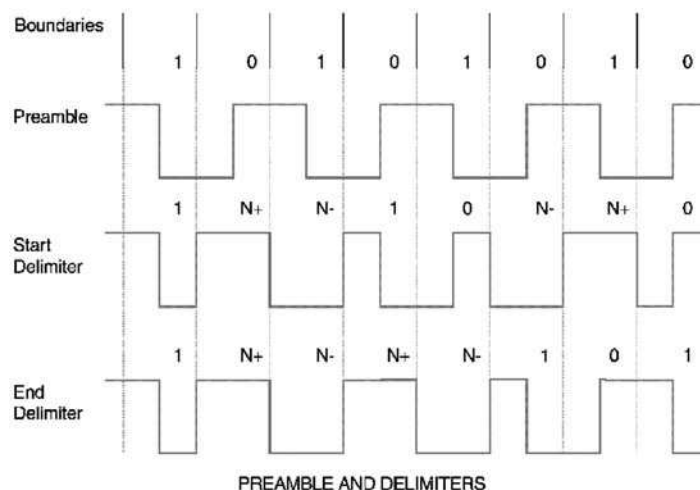 Boundaries
1 0 1 0 1 0 1 0
Preamble
1 N+ N- 1 0 N- N+ 0
Start
Delimiter
1 N+ N- N+ N- 1 0 1
End
Delimiter
PREAMBLE AND DELIMITERS